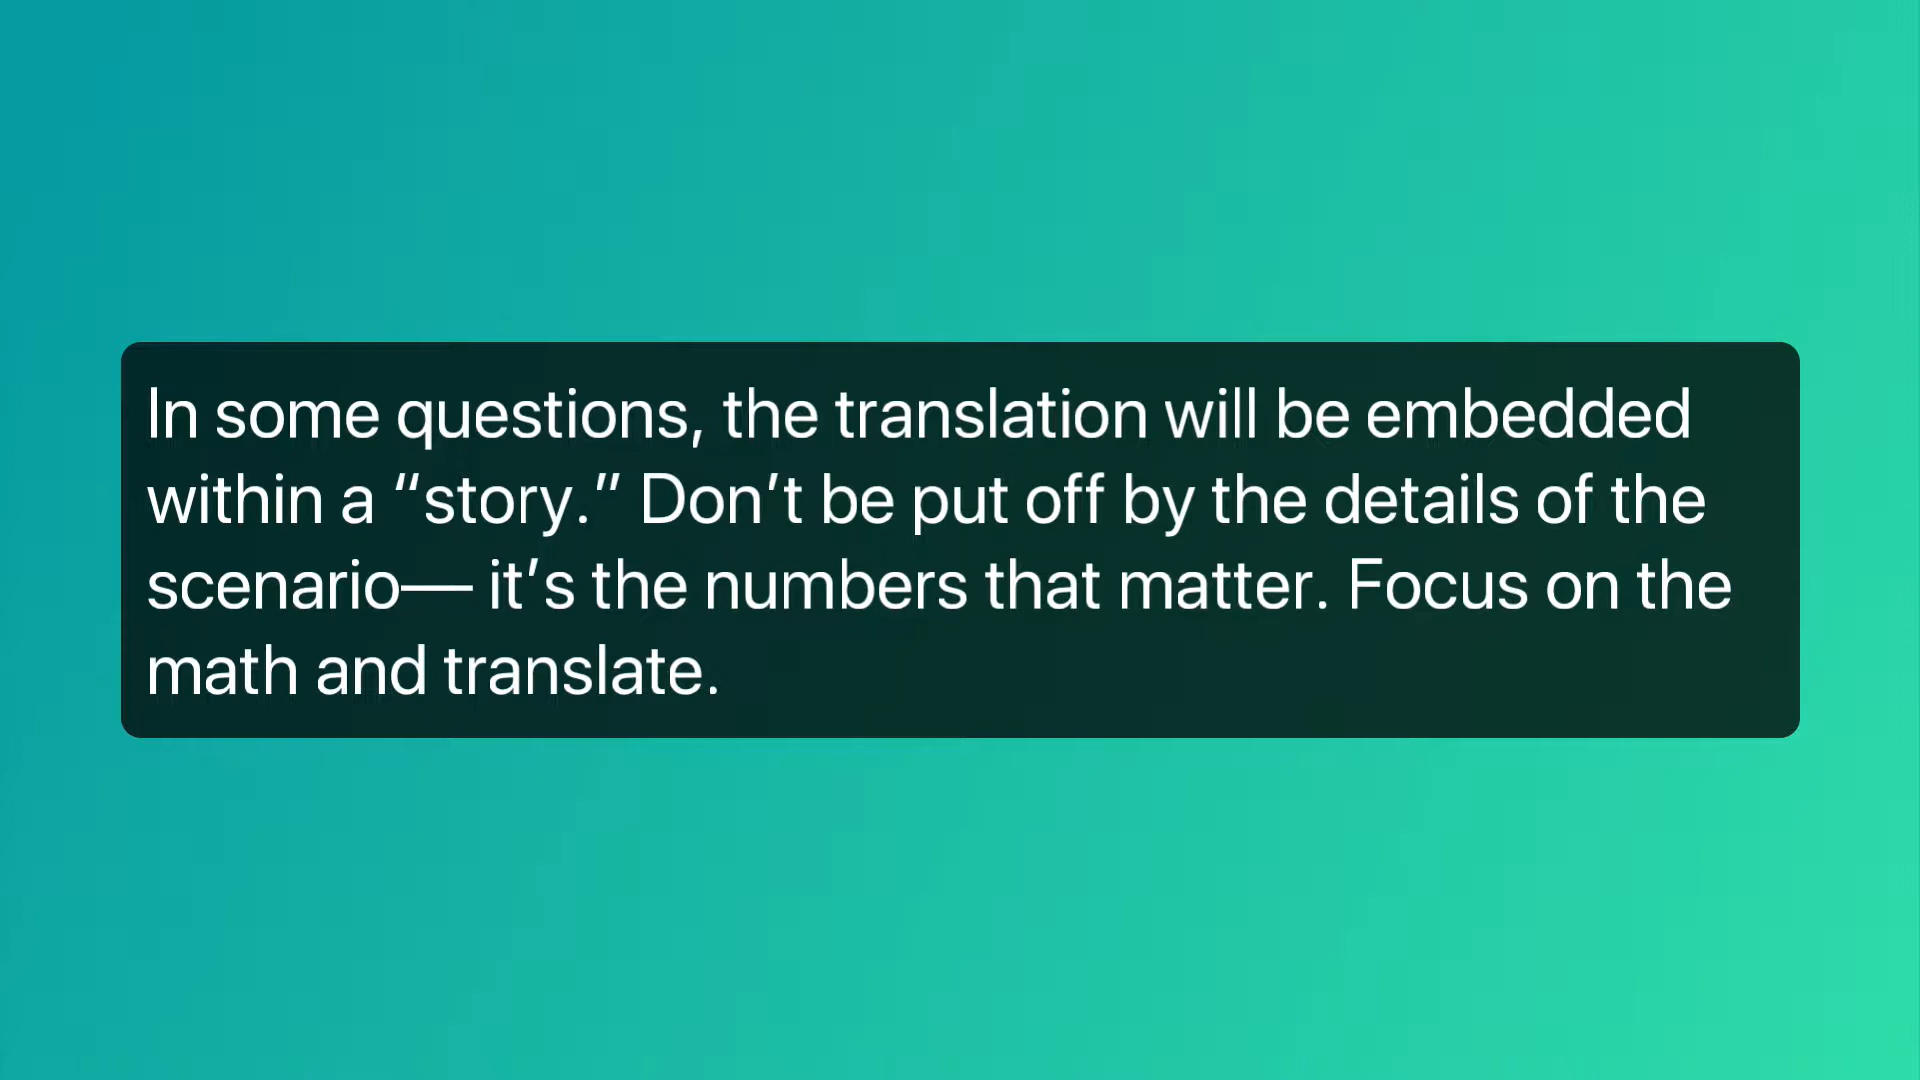 In some questions, the translation will be embedded
within a “story.” Don’t be put off by the details of the
scenario— it’s the numbers that matter. Focus on the
math and translate.